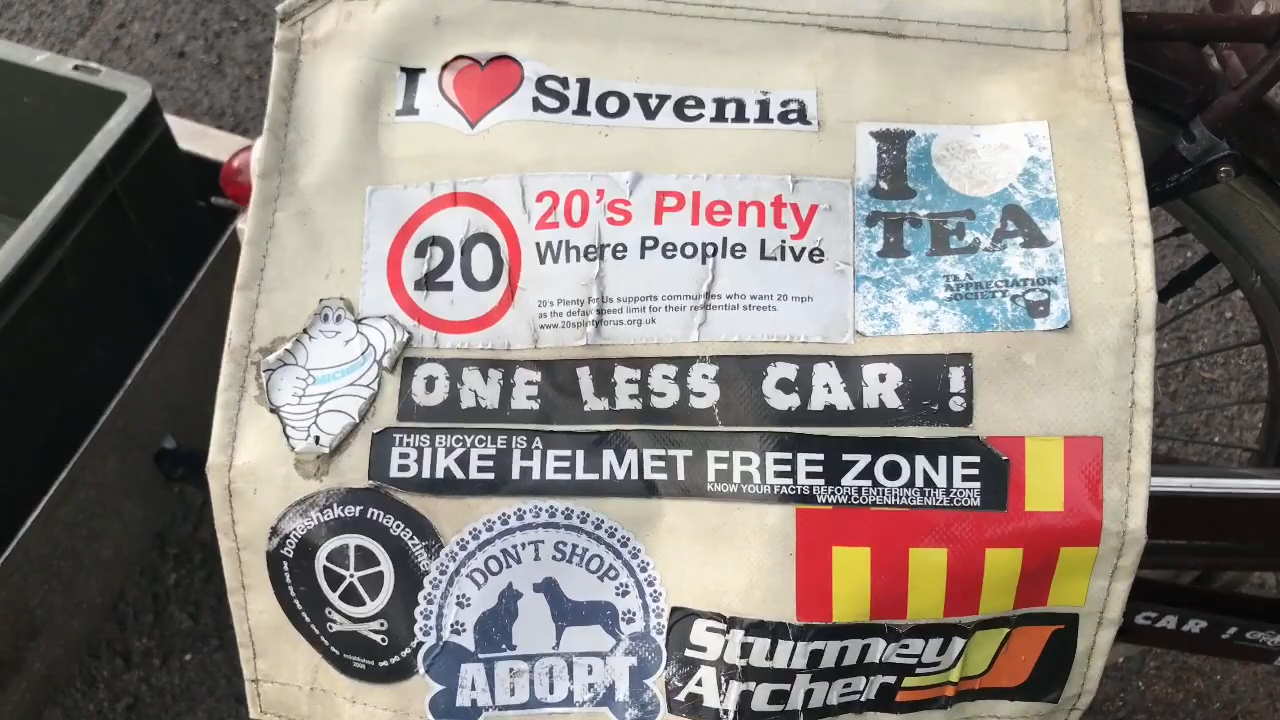 I Slovenia
I
TEA
TEA
APPRECIATION
SOCIETY
20
20's Plenty
Where People Live
20's Plenty For Us supports communities who want 20 mph
as the default speed limit for their residential streets.
www.20splentyforus.org.uk
MICHELIN
ONE LESS CAR !
THIS BICYCLE IS A
BIKE HELMET FREE ZONE
KNOW YOUR FACTS BEFORE ENTERING THE ZONE
WWW.COPENHAGENIZE.COM
boneshaker magazine
established
2009
DON'T SHOP
ADOPT
Sturmey
Archer
CAR !